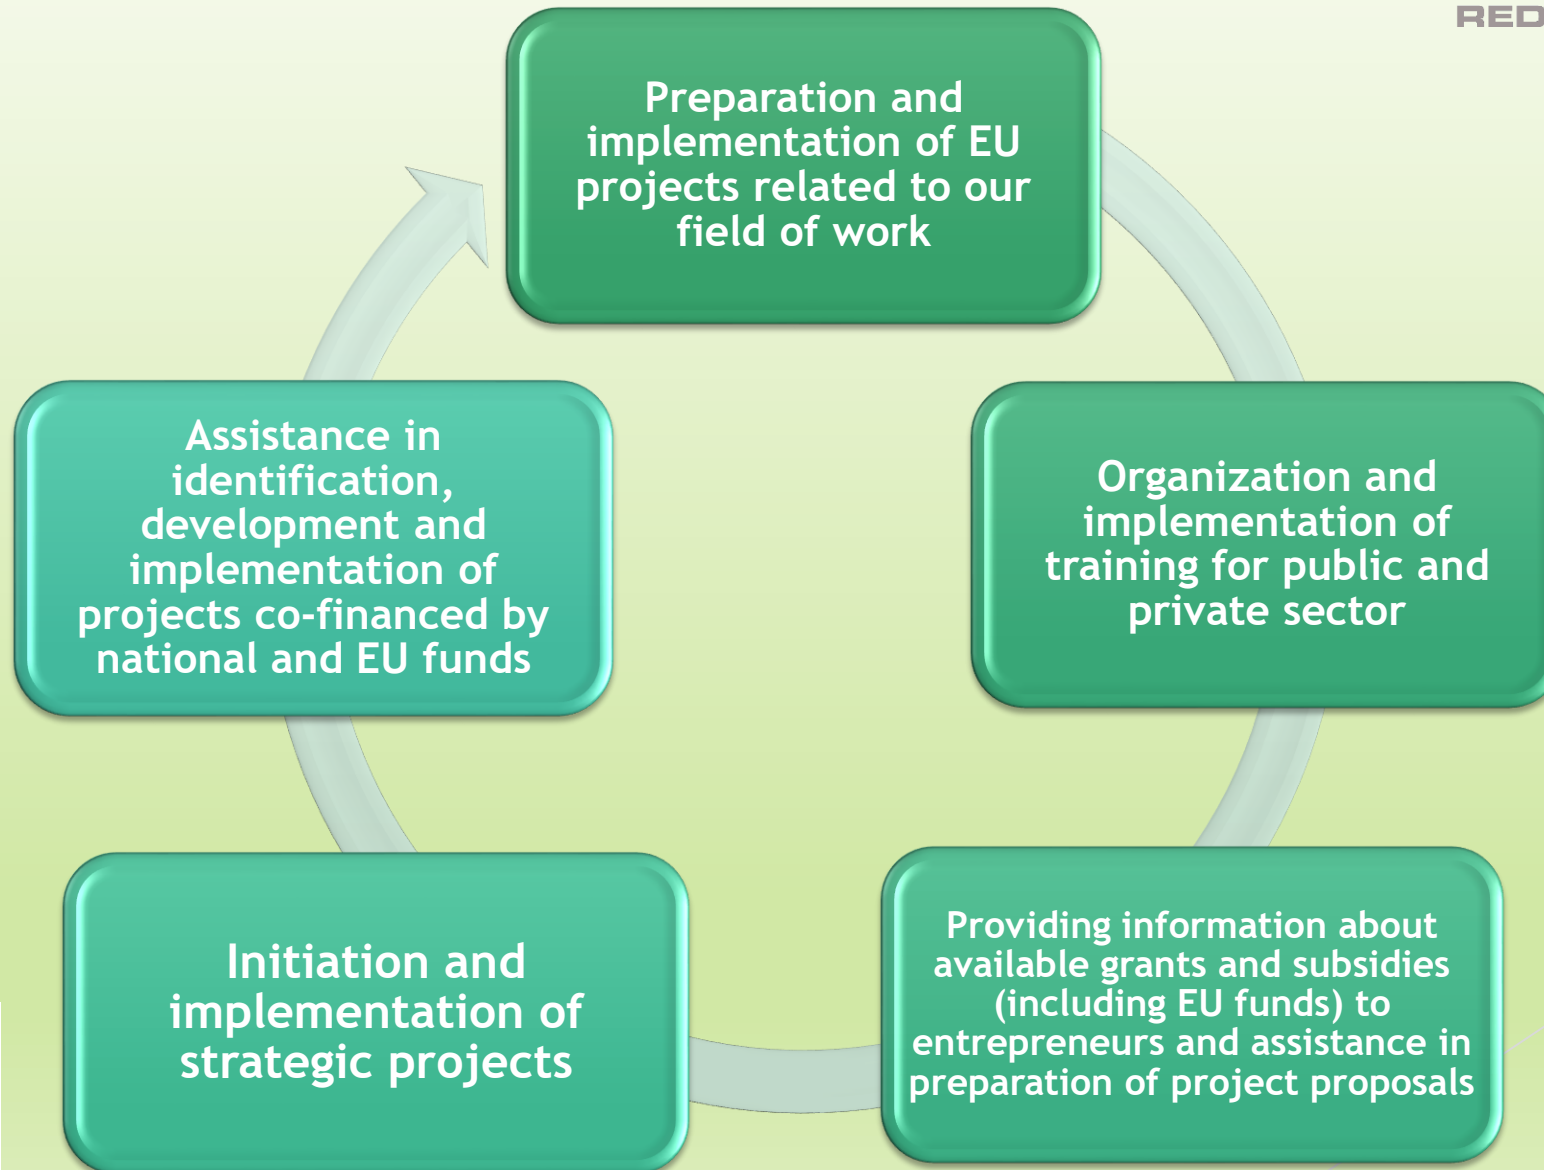 RED
Preparation and
implementation of EU
projects related to our
field of work
Organization and
implementation of
training for public and
private sector
Providing information about
available grants and subsidies
(including EU funds) to
entrepreneurs and assistance in
preparation of project proposals
Initiation and
implementation of
strategic projects
Assistance in
identification,
development and
implementation of
projects co-financed by
national and EU funds